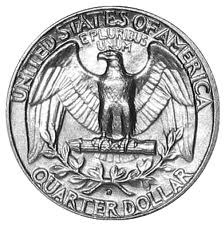 UNITED STATES OF AMERICA
E PLURIBUS
UNUM
QUARTER DOLLAR